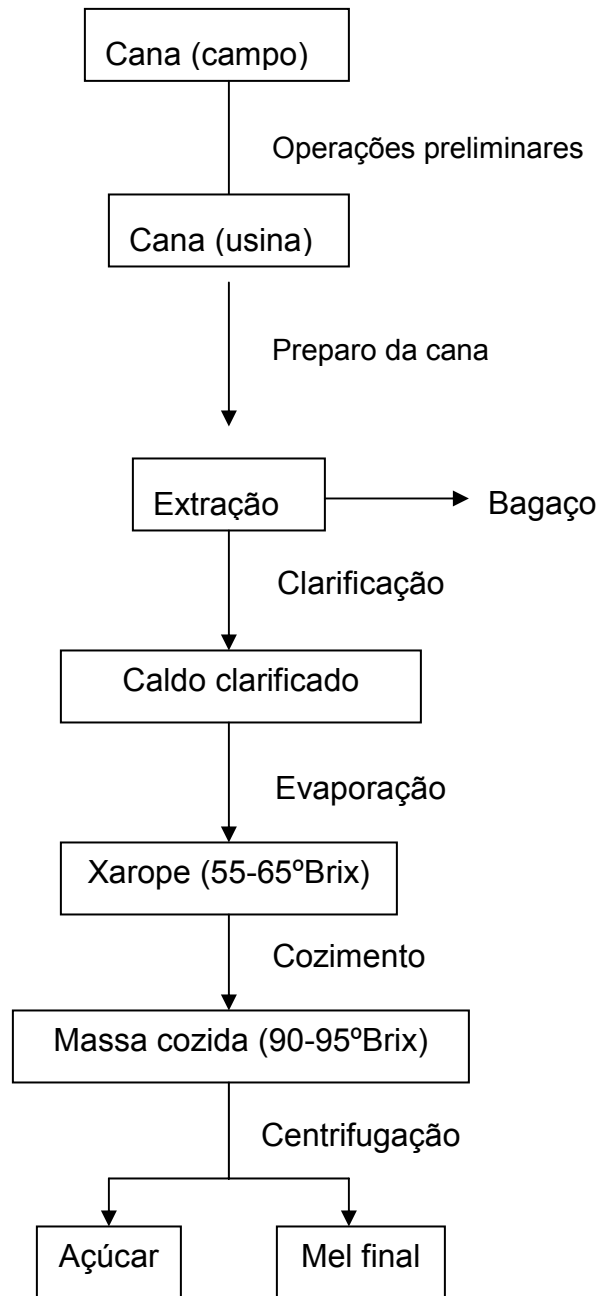 Cana (campo)
Operações preliminares
Cana (usina)
Preparo da cana
Extração
Bagaço
Clarificação
Caldo clarificado
Evaporação
Xarope (55-65ºBrix)
Cozimento
Massa cozida (90-95ºBrix)
Centrifugação
Açúcar
Mel final